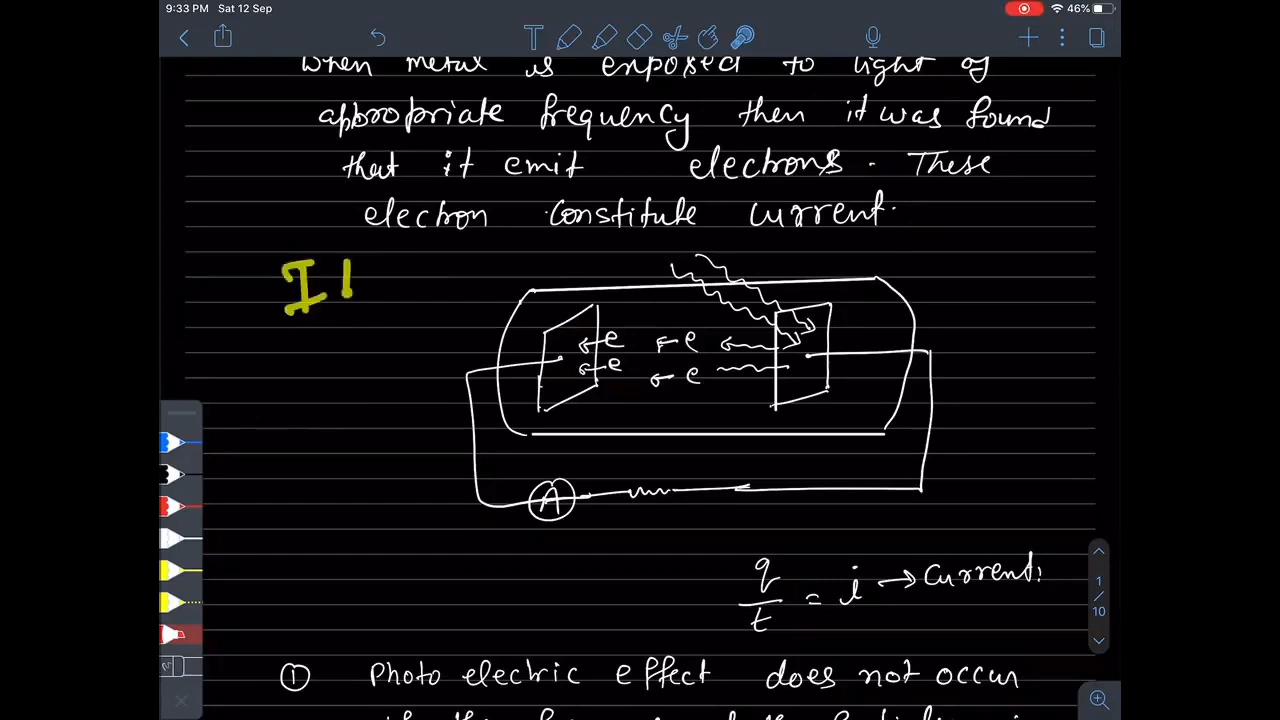 9:33 PM Sat 12 Sep 46%
When metal is exposed to light of
appropriate frequency then it was found
that it emit electrons. These
electron constitute current.
I I
e e
e e
A
q/t = i → Current.
1 / 10
① Photo electric effect does not occur